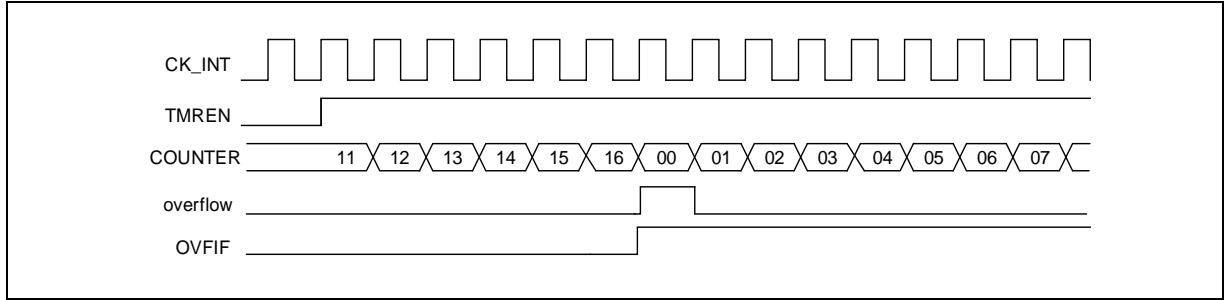 CK_INT
TMREN
COUNTER 11 12 13 14 15 16 00 01 02 03 04 05 06 07
overflow
OVFIF